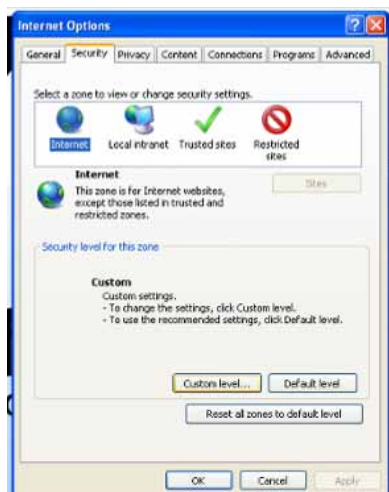 Internet Options
General Security Privacy Content Connections Programs Advanced
Select a zone to view or change security settings.
Internet Local intranet Trusted sites Restricted sites
Internet
Sites
This zone is for Internet websites,
except those listed in trusted and
restricted zones.
Security level for this zone
Custom
Custom settings.
- To change the settings, click Custom level.
- To use the recommended settings, click Default level.
Custom level... Default level
Reset all zones to default level
OK Cancel Apply